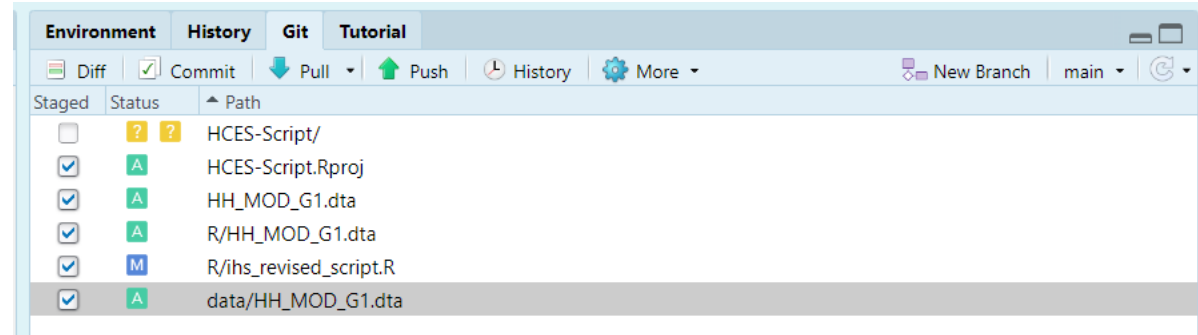 Environment History Git Tutorial
Diff Commit Pull Push History More New Branch main
Staged Status Path
? ? HCES-Script/
A HCES-Script.Rproj
A HH_MOD_G1.dta
A R/HH_MOD_G1.dta
M R/ihs_revised_script.R
A data/HH_MOD_G1.dta